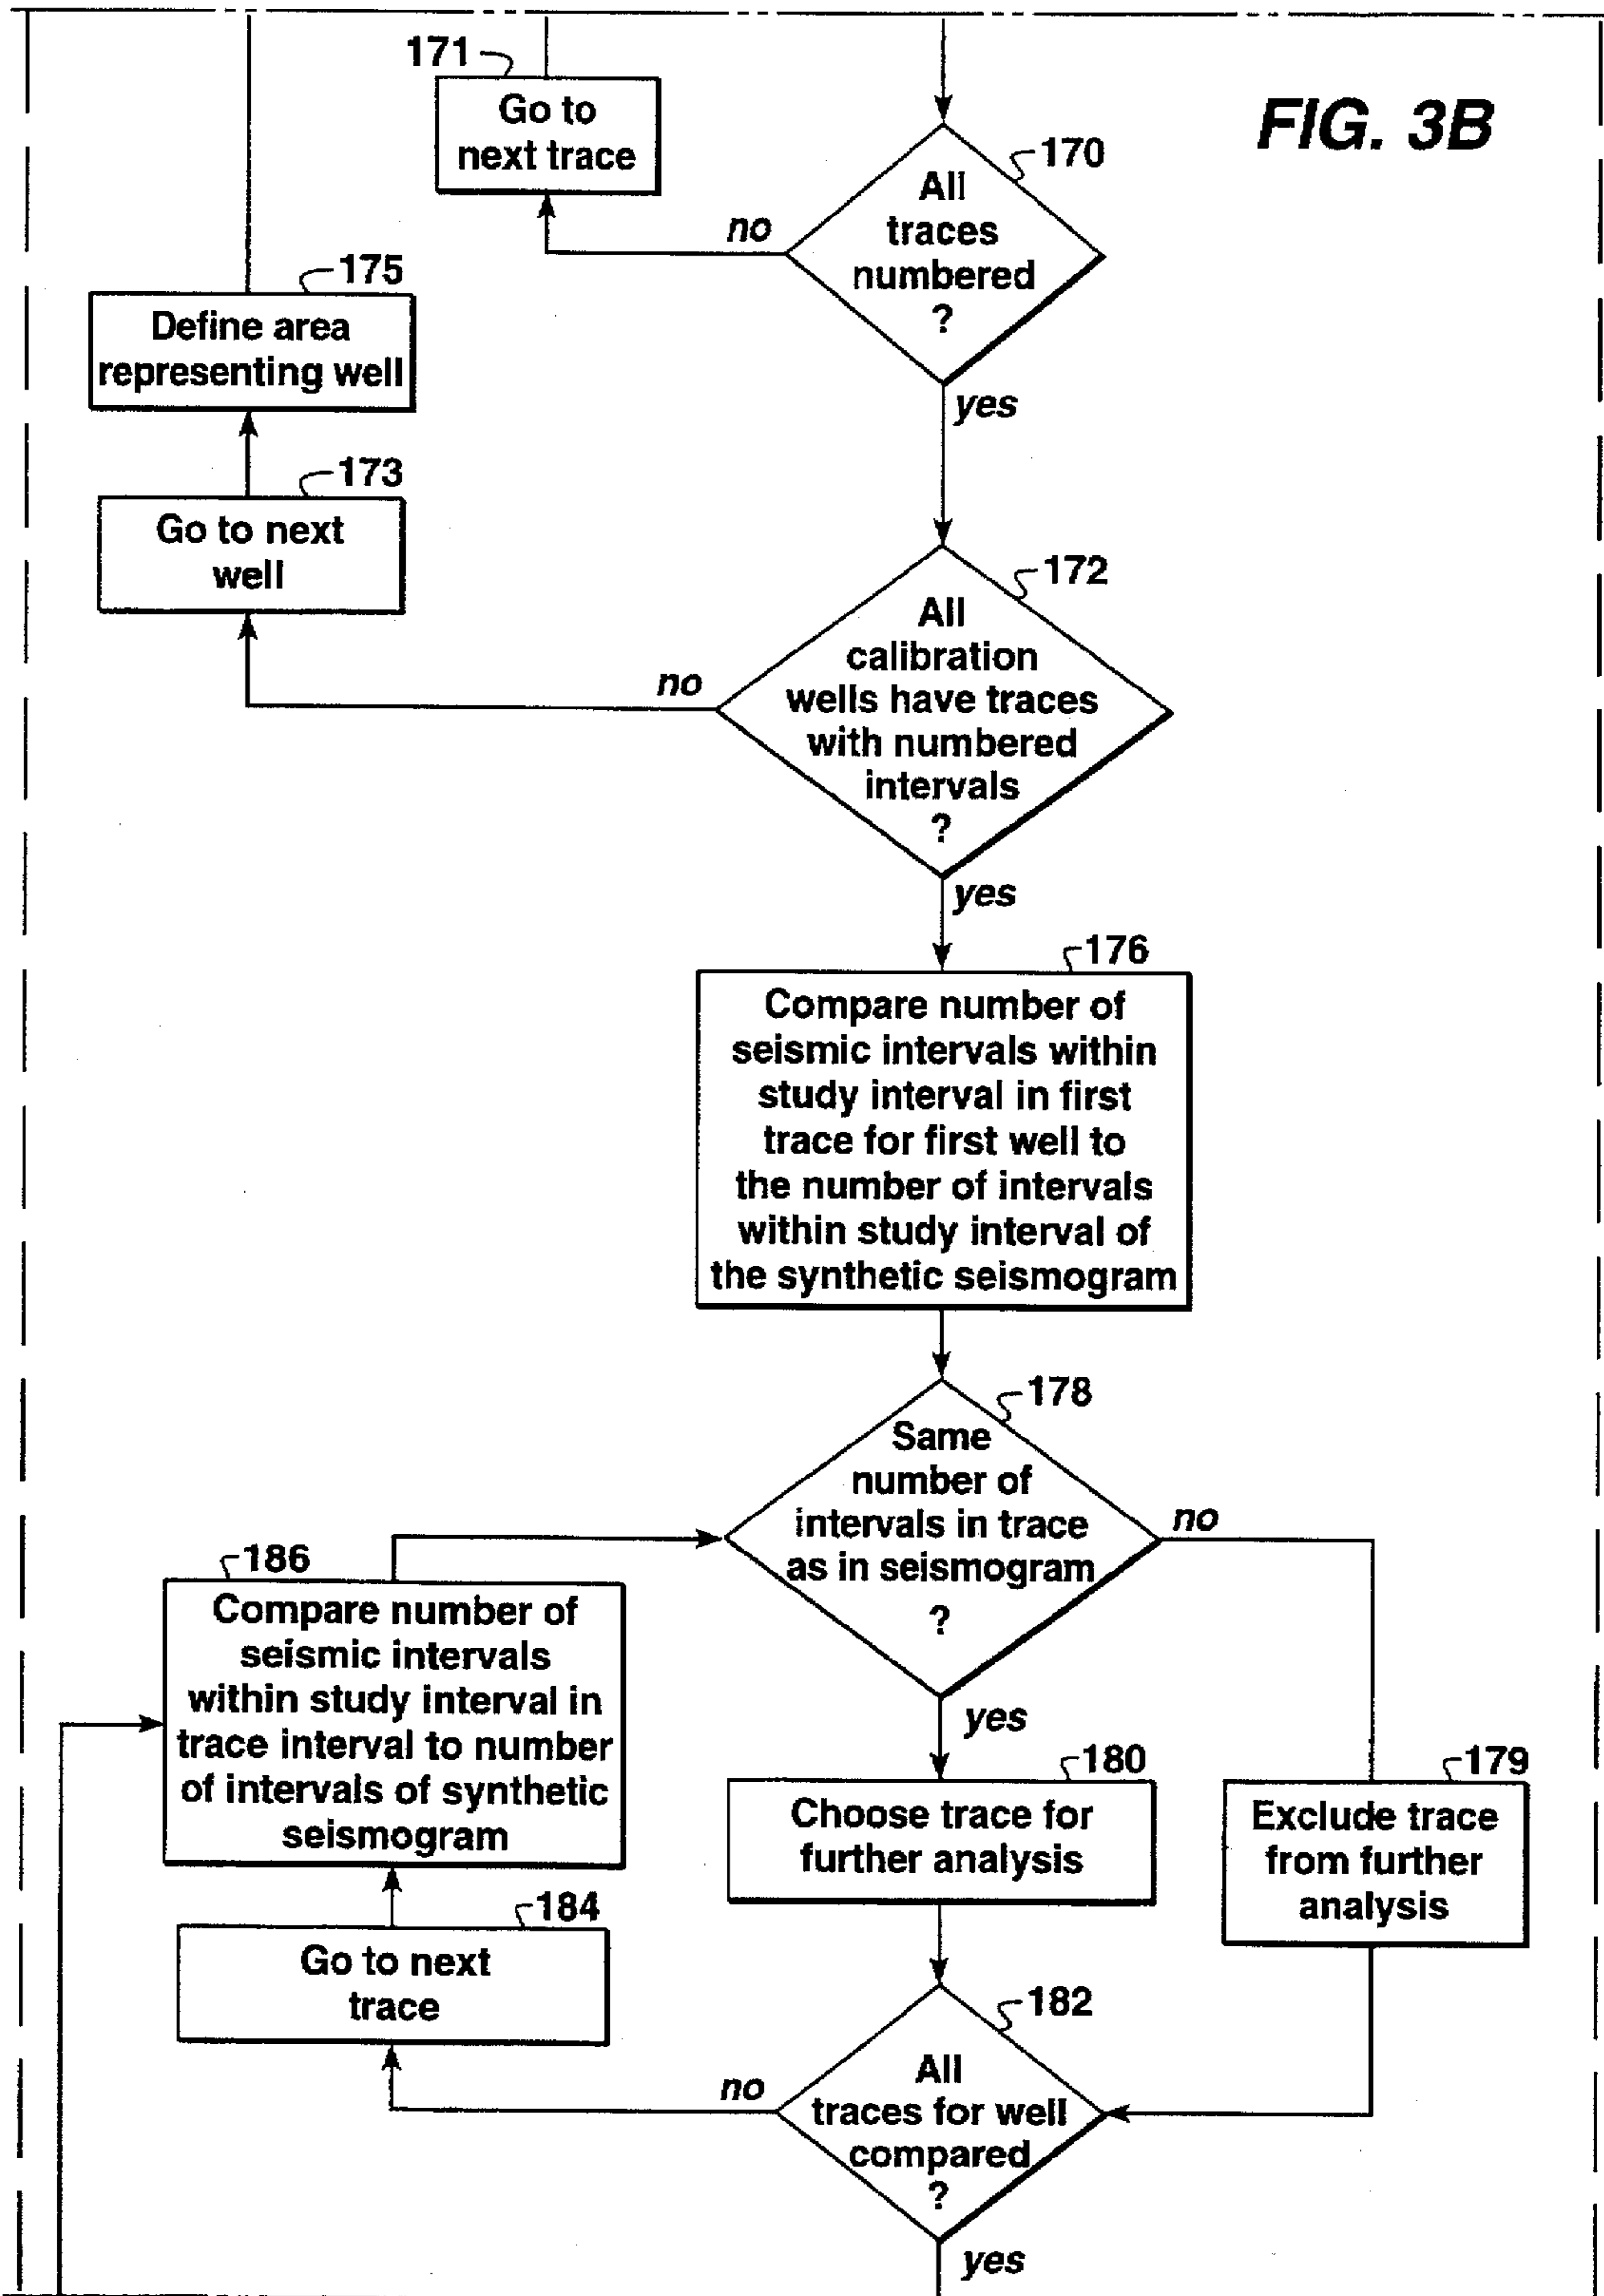 FIG. 3B
171
Go to
next trace
170
All
traces
numbered
?
no
yes
175
Define area
representing well
173
Go to next
well
172
All
calibration
wells have traces
with numbered
intervals
?
no
yes
176
Compare number of
seismic intervals within
study interval in first
trace for first well to
the number of intervals
within study interval of
the synthetic seismogram
178
Same
number of
intervals in trace
as in seismogram
?
no
yes
186
Compare number of
seismic intervals
within study interval in
trace interval to number
of intervals of synthetic
seismogram
180
Choose trace for
further analysis
179
Exclude trace
from further
analysis
184
Go to next
trace
182
All
traces for well
compared
?
no
yes